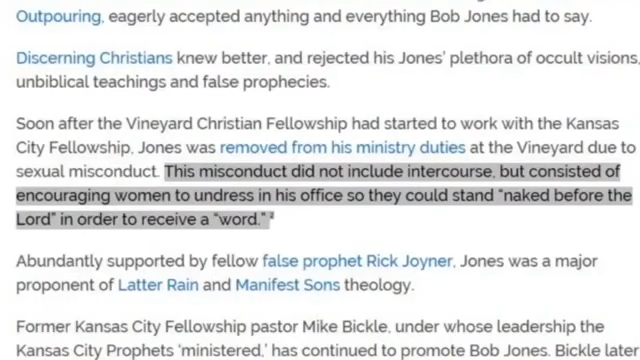 Outpouring, eagerly accepted anything and everything Bob Jones had to say.
Discerning Christians knew better, and rejected his Jones' plethora of occult visions,
unbiblical teachings and false prophecies.
Soon after the Vineyard Christian Fellowship had started to work with the Kansas
City Fellowship, Jones was removed from his ministry duties at the Vineyard due to
sexual misconduct. This misconduct did not include intercourse, but consisted of
encouraging women to undress in his office so they could stand "naked before the
Lord" in order to receive a "word."
Abundantly supported by fellow false prophet Rick Joyner, Jones was a major
proponent of Latter Rain and Manifest Sons theology.
Former Kansas City Fellowship pastor Mike Bickle, under whose leadership the
Kansas City Prophets 'ministered,' has continued to promote Bob Jones. Bickle later